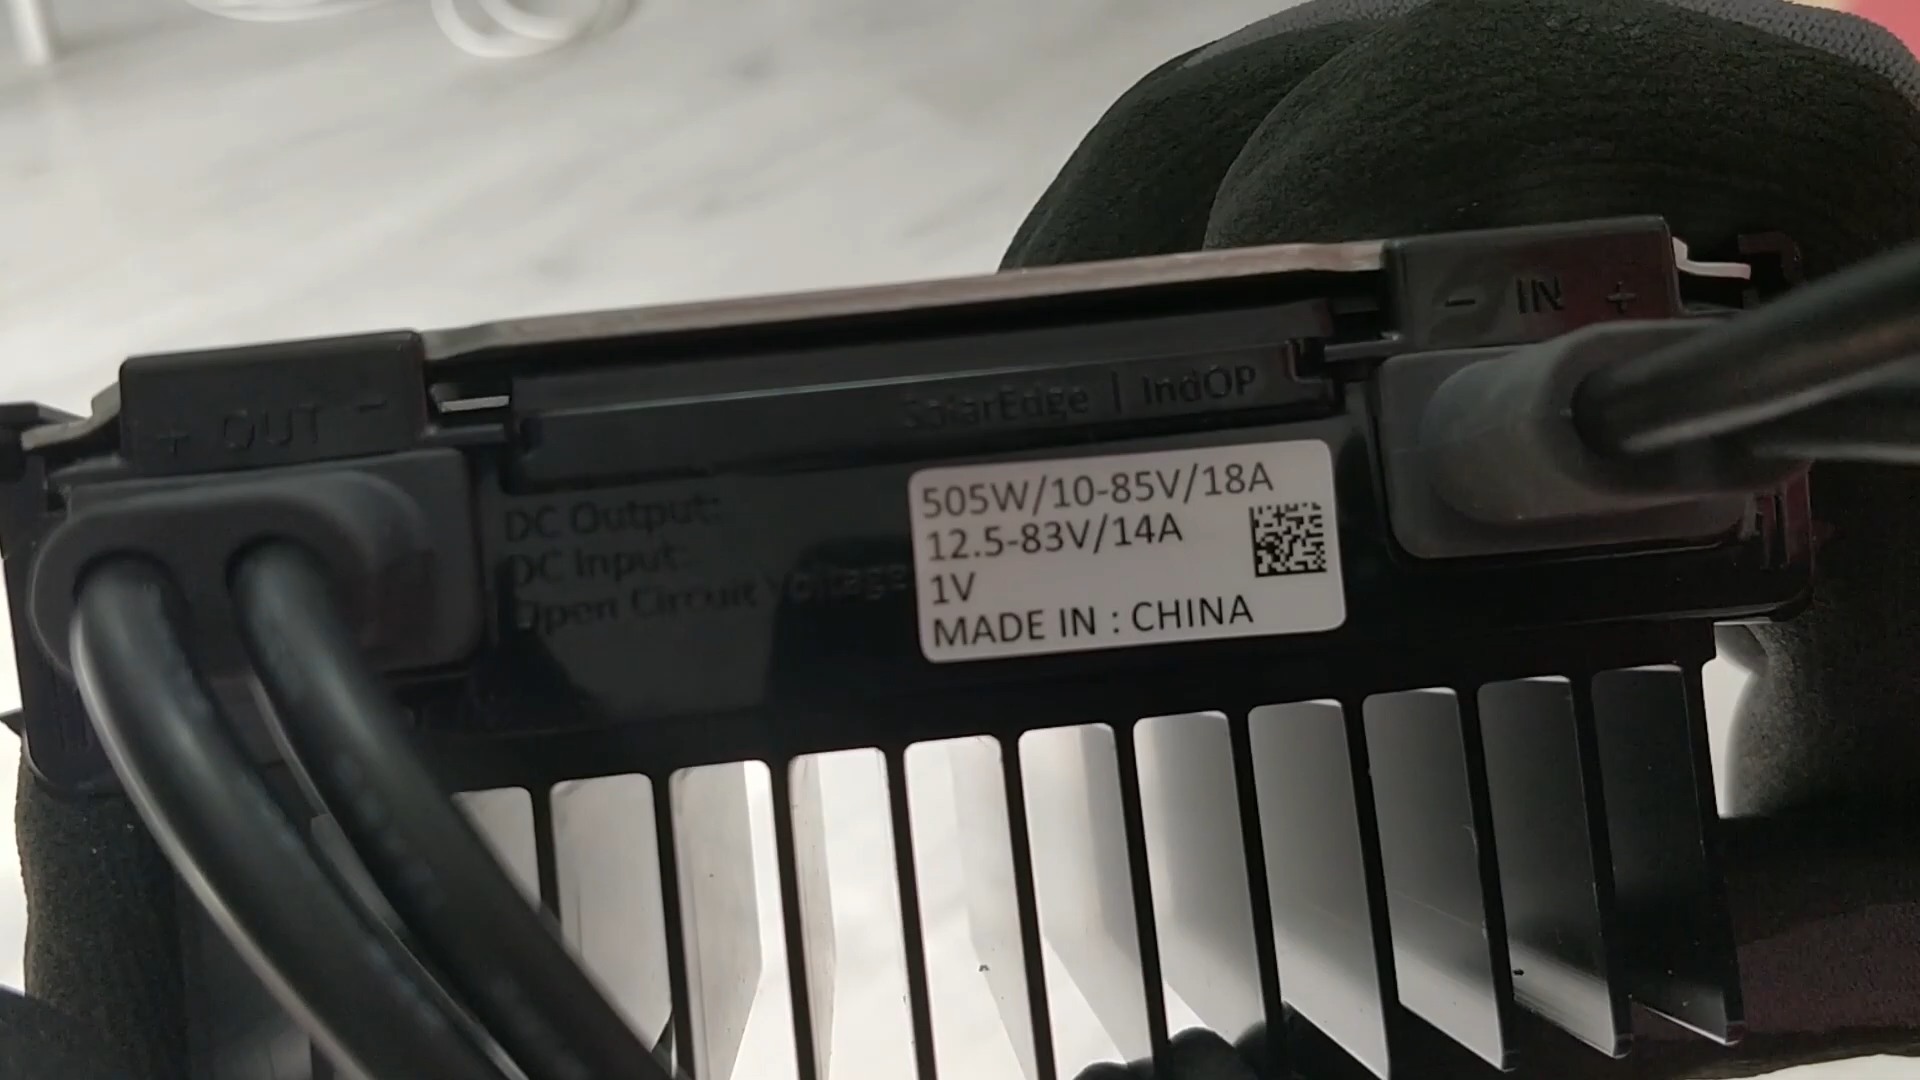 - IN +
+ OUT -
SolarEdge | IndOP
DC Output: 505W/10-85V/18A
DC Input: 12.5-83V/14A
Open Circuit Voltage 1V
MADE IN : CHINA